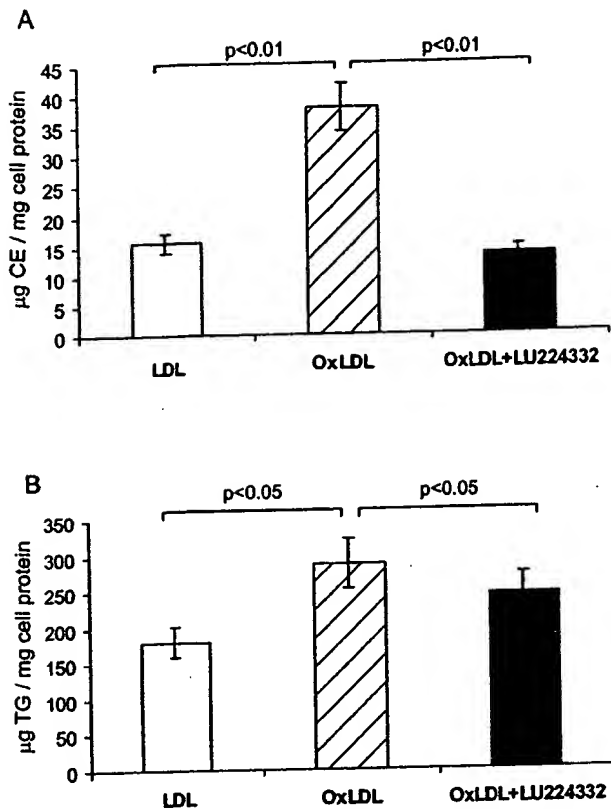 A
p<0.01 p<0.01
µg CE / mg cell protein
45
40
35
30
25
20
15
10
5
0
LDL OxLDL OxLDL+LU224332
B
p<0.05 p<0.05
µg TG / mg cell protein
350
300
250
200
150
100
50
0
LDL OxLDL OxLDL+LU224332